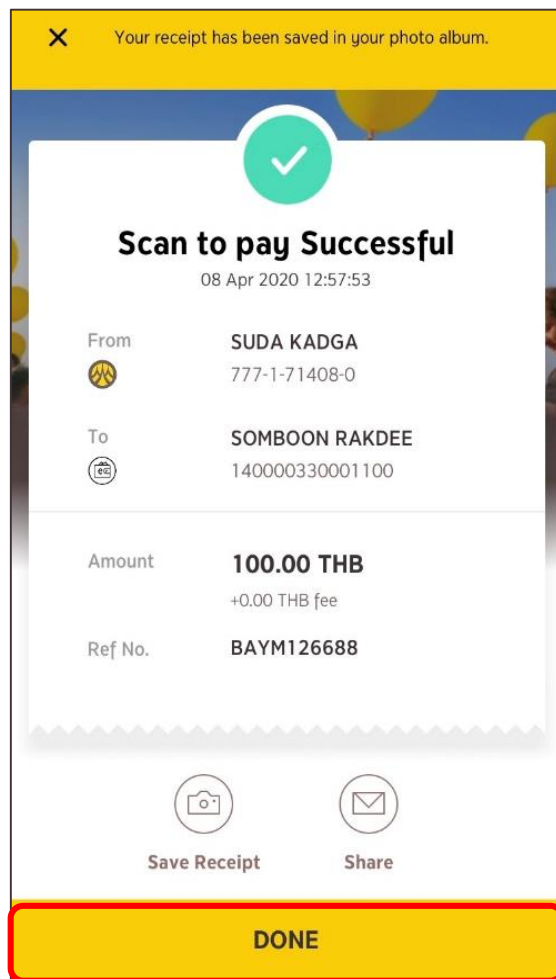 Your receipt has been saved in your photo album.
Scan to pay Successful
08 Apr 2020 12:57:53
From
SUDA KADGA
777-1-71408-0
To
SOMBOON RAKDEE
140000330001100
Amount
100.00 THB
+0.00 THB fee
Ref No.
BAYM126688
Save Receipt
Share
DONE